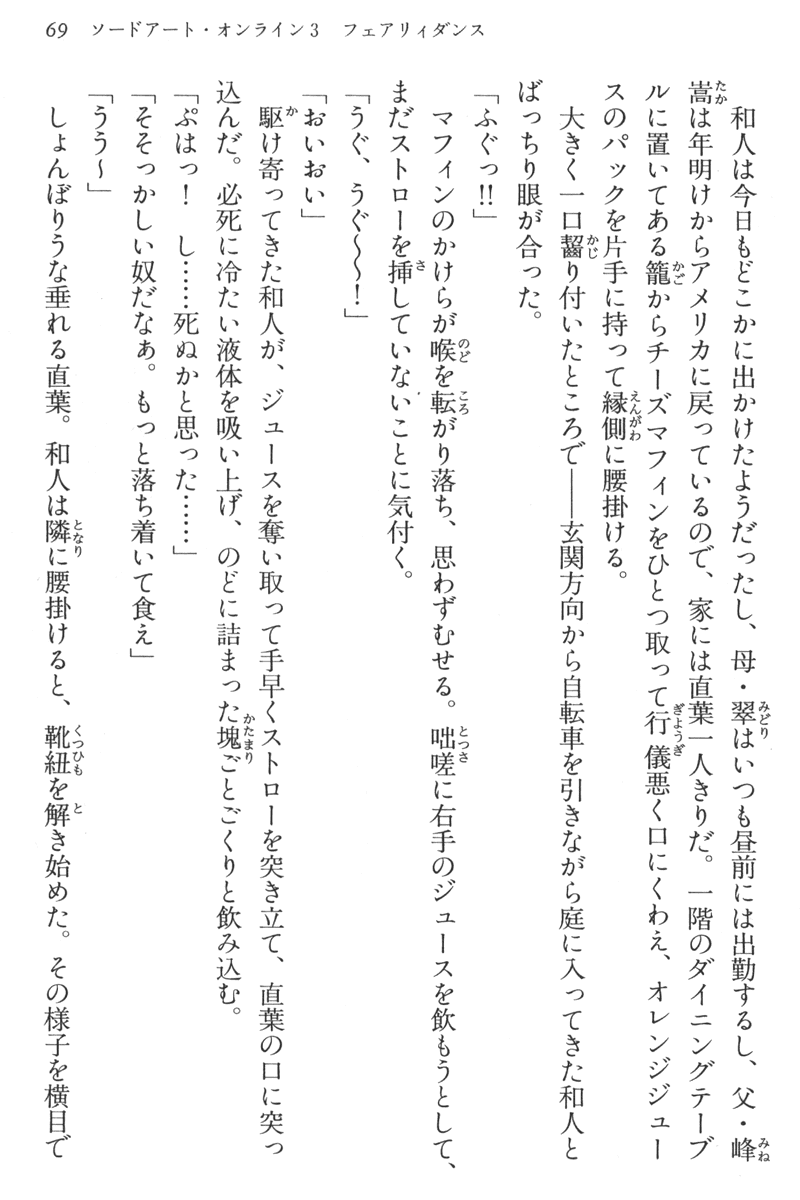 69 ソードアート・オンライン3 フェアリィダンス
和人は今日もどこかに出かけたようだったし、母・翠はいつも昼前には出勤するし、父・峰
嵩は年明けからアメリカに戻っているので、家には直葉一人きりだ。一階のダイニングテーブ
ルに置いてある籠からチーズマフィンをひとつ取って行儀悪く口にくわえ、オレンジジュー
スのパックを片手に持って縁側に腰掛ける。
大きく一口齧り付いたところで――玄関方向から自転車を引きながら庭に入ってきた和人と
ばっちり眼が合った。
「ふぐっ!!」
マフィンのかけらが喉を転がり落ち、思わずむせる。咄嗟に右手のジュースを飲もうとして、
まだストローを挿していないことに気付く。
「うぐ、うぐ〜〜!」
「おいおい」
駆け寄ってきた和人が、ジュースを奪い取って手早くストローを突き立て、直葉の口に突っ
込んだ。必死に冷たい液体を吸い上げ、のどに詰まった塊ごとごくりと飲み込む。
「ぷはっ! し……死ぬかと思った……」
「そそっかしい奴だなぁ。もっと落ち着いて食え」
「うう〜」
しょんぼりうな垂れる直葉。和人は隣に腰掛けると、靴紐を解き始めた。その様子を横目で